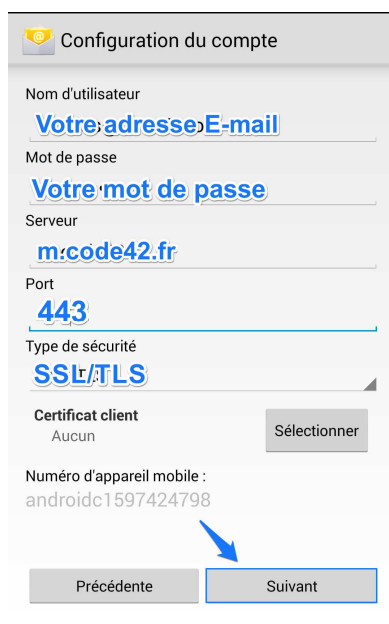 Configuration du compte
Nom d'utilisateur
Votre adresse E-mail
Mot de passe
Votre mot de passe
Serveur
m.code42.fr
Port
443
Type de sécurité
SSL/TLS
Certificat client
Aucun
Sélectionner
Numéro d'appareil mobile :
androidc1597424798
Précédente
Suivant